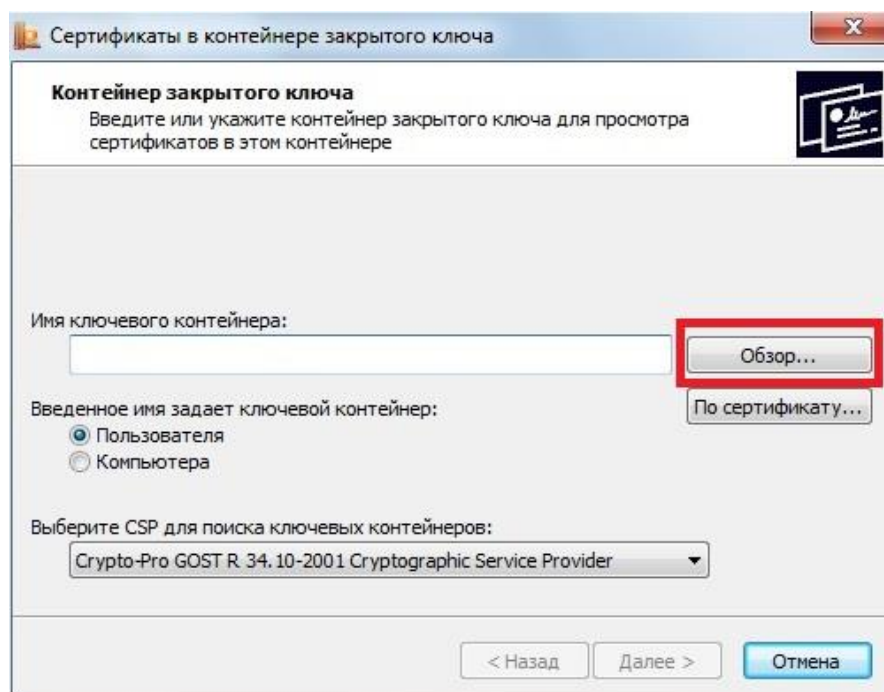 Сертификаты в контейнере закрытого ключа
Контейнер закрытого ключа
Введите или укажите контейнер закрытого ключа для просмотра
сертификатов в этом контейнере
Имя ключевого контейнера:
Обзор...
Введенное имя задает ключевой контейнер:
По сертификату...
Пользователя
Компьютера
Выберите CSP для поиска ключевых контейнеров:
Crypto-Pro GOST R 34.10-2001 Cryptographic Service Provider
< Назад
Далее >
Отмена